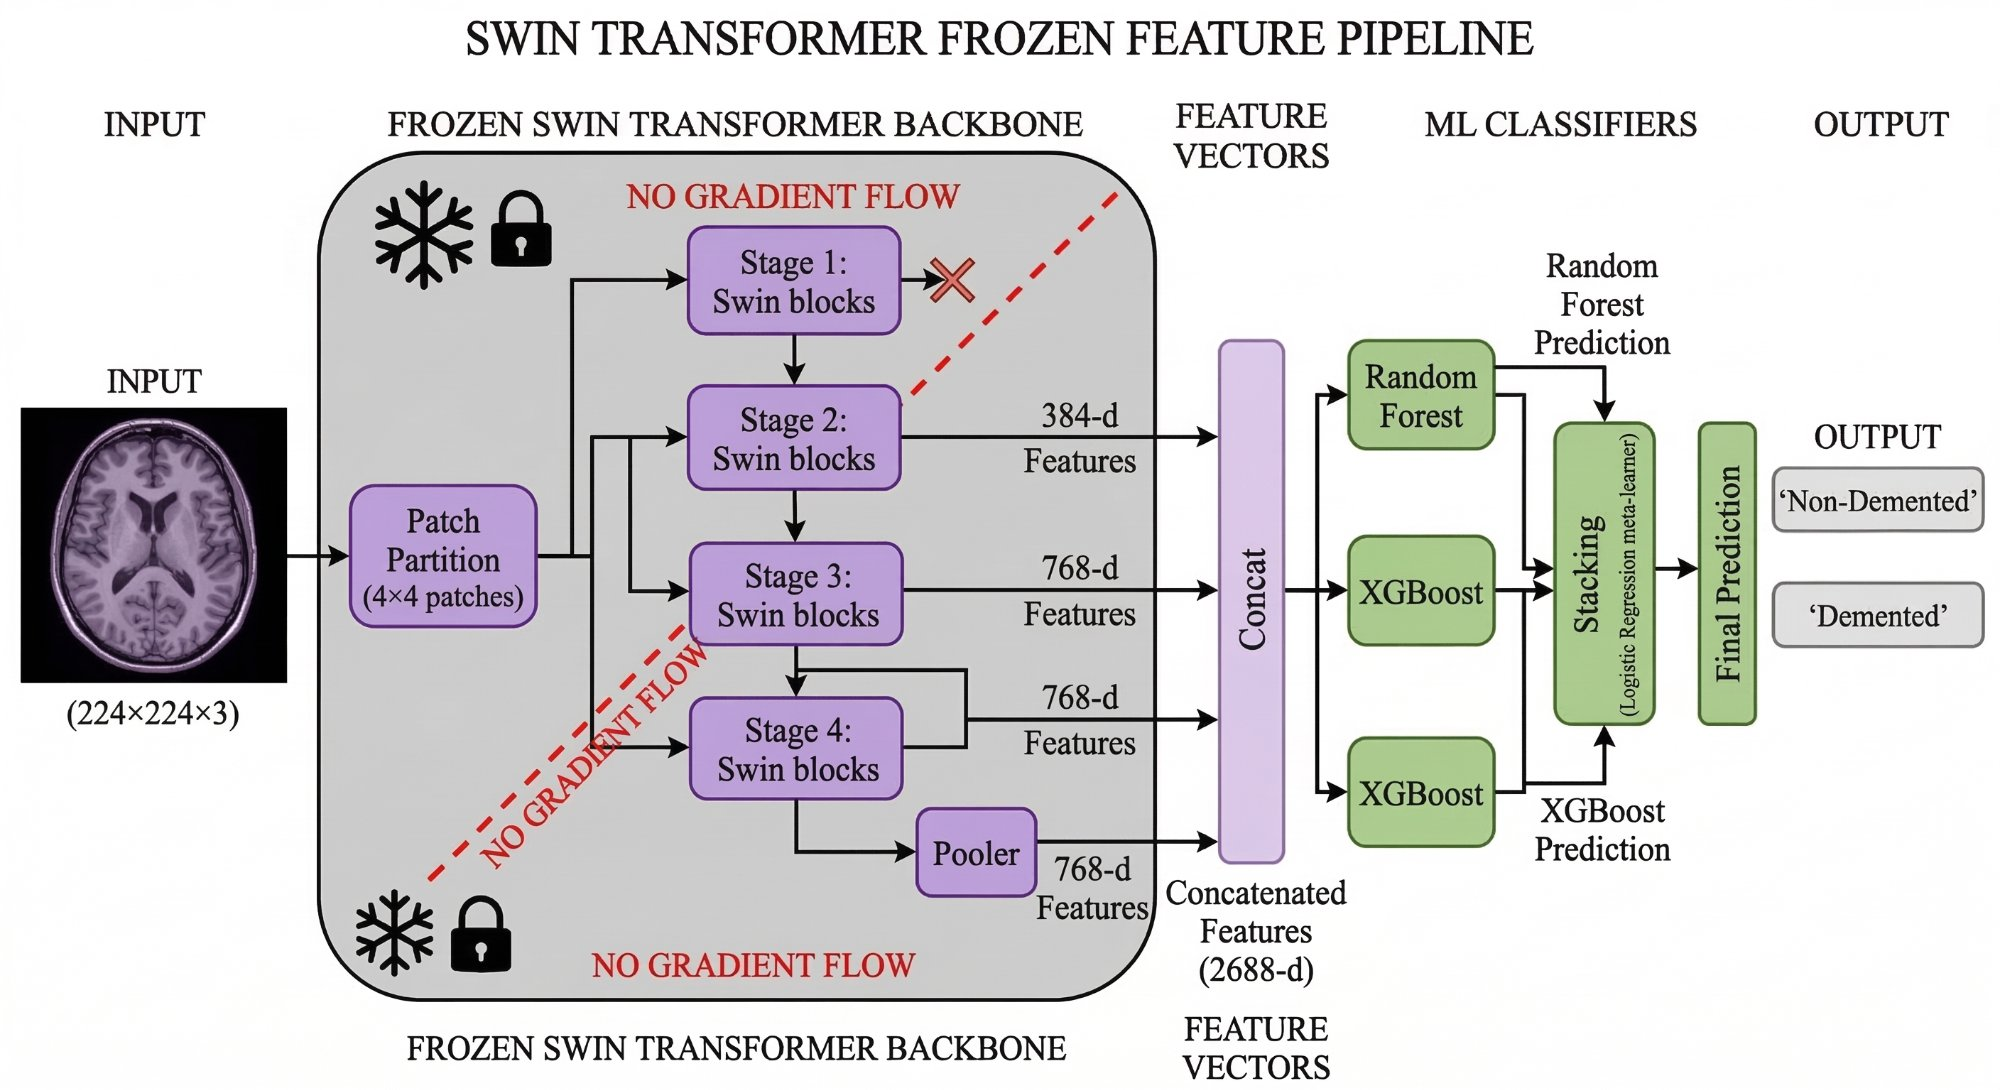 SWIN TRANSFORMER FROZEN FEATURE PIPELINE
INPUT
FROZEN SWIN TRANSFORMER BACKBONE
FEATURE
VECTORS
ML CLASSIFIERS
OUTPUT
INPUT
(224×224×3)
NO GRADIENT FLOW
Patch
Partition
(4×4 patches)
Stage 1:
Swin blocks
Stage 2:
Swin blocks
Stage 3:
Swin blocks
Stage 4:
Swin blocks
Pooler
NO GRADIENT FLOW
NO GRADIENT FLOW
384-d
Features
768-d
Features
768-d
Features
768-d
Features
Concat
Concatenated
Features
(2688-d)
Random
Forest
XGBoost
XGBoost
Random
Forest
Prediction
XGBoost
Prediction
Stacking
(Logistic Regression meta-learner)
Final Prediction
OUTPUT
‘Non-Demented’
‘Demented’
FROZEN SWIN TRANSFORMER BACKBONE
FEATURE
VECTORS